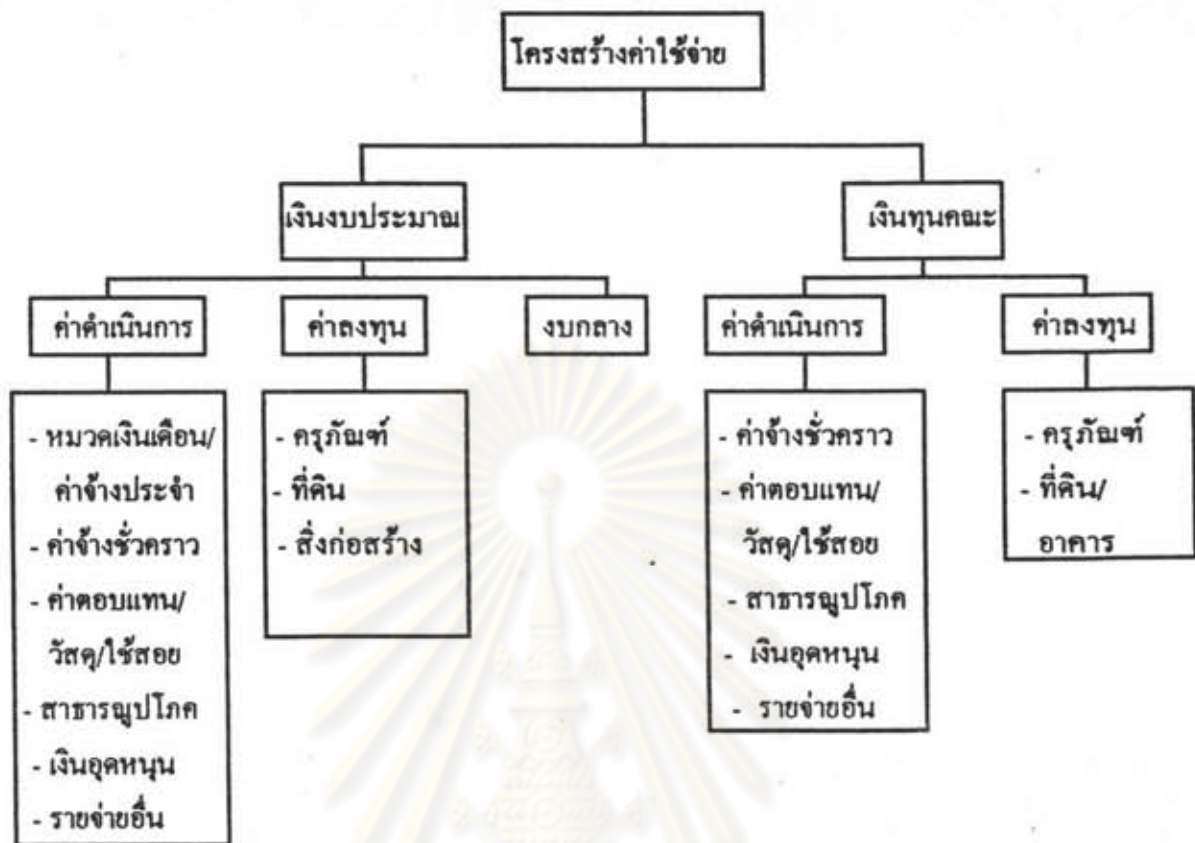 โครงสร้างค่าใช้จ่าย
เงินงบประมาณ
เงินทุนคณะ
ค่าดำเนินการ
ค่าลงทุน
งบกลาง
ค่าดำเนินการ
ค่าลงทุน
- หมวดเงินเดือน/
ค่าจ้างประจำ
- ค่าจ้างชั่วคราว
- ค่าตอบแทน/
วัสดุ/ใช้สอย
- สาธารณูปโภค
- เงินอุดหนุน
- รายจ่ายอื่น
- ครุภัณฑ์
- ที่ดิน
- สิ่งก่อสร้าง
- ค่าจ้างชั่วคราว
- ค่าตอบแทน/
วัสดุ/ใช้สอย
- สาธารณูปโภค
- เงินอุดหนุน
- รายจ่ายอื่น
- ครุภัณฑ์
- ที่ดิน/
อาคาร